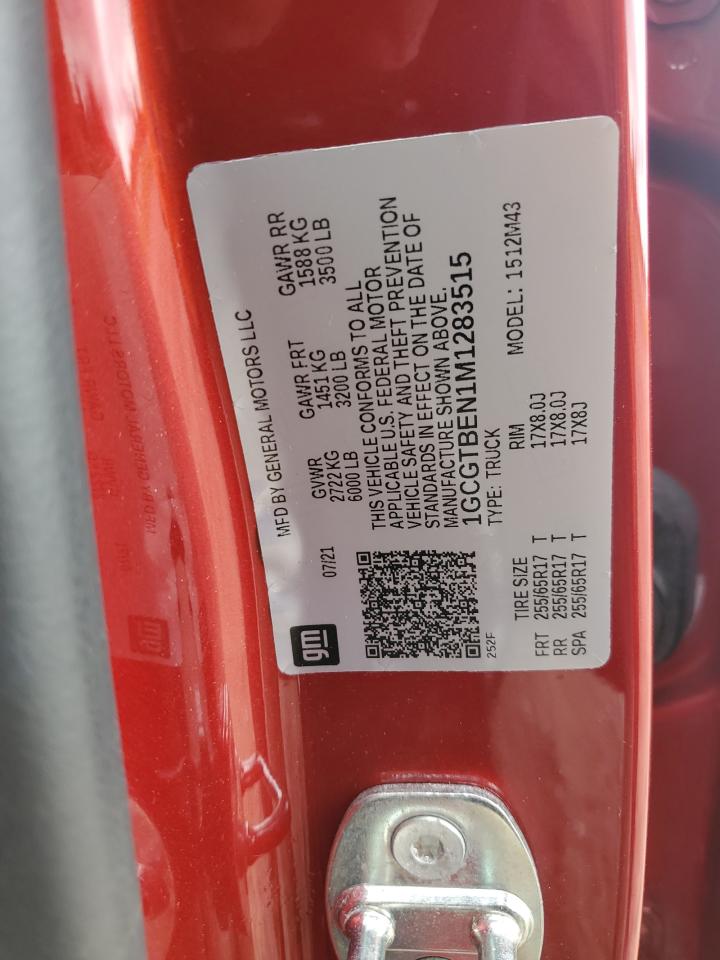 gm
MFD BY GENERAL MOTORS LLC
07/21 GVWR GAWR FRT GAWR RR
2722 KG 1451 KG 1588 KG
6000 LB 3200 LB 3500 LB
THIS VEHICLE CONFORMS TO ALL
APPLICABLE U.S. FEDERAL MOTOR
VEHICLE SAFETY AND THEFT PREVENTION
STANDARDS IN EFFECT ON THE DATE OF
MANUFACTURE SHOWN ABOVE.
1GCGTBEN1M1283515
252F TYPE: TRUCK MODEL: 1512M43
TIRE SIZE RIM
FRT 255/65R17 T 17X8.0J
RR 255/65R17 T 17X8.0J
SPA 255/65R17 T 17X8J